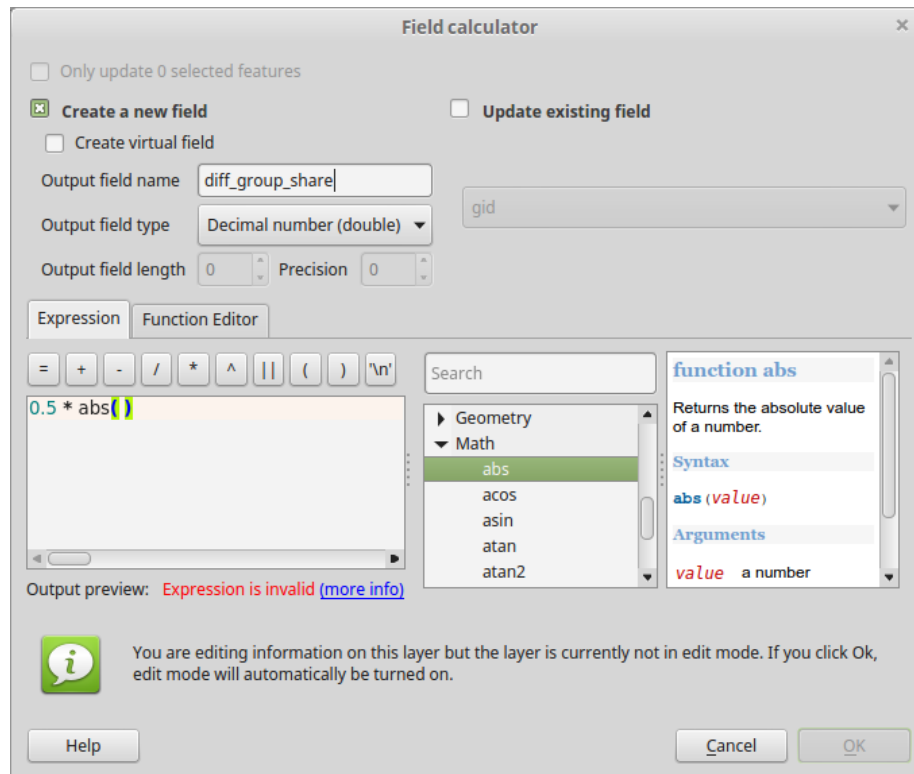 Field calculator
Only update 0 selected features
Create a new field
Update existing field
Create virtual field
Output field name diff_group_share
gid
Output field type Decimal number (double)
Output field length 0 Precision 0
Expression Function Editor
= + - / * ^ || ( ) '\n'
0.5 * abs( )
Output preview: Expression is invalid (more info)
Search
Geometry
Math
abs
acos
asin
atan
atan2
function abs
Returns the absolute value
of a number.
Syntax
abs(value)
Arguments
value a number
You are editing information on this layer but the layer is currently not in edit mode. If you click Ok,
edit mode will automatically be turned on.
Help
Cancel
OK